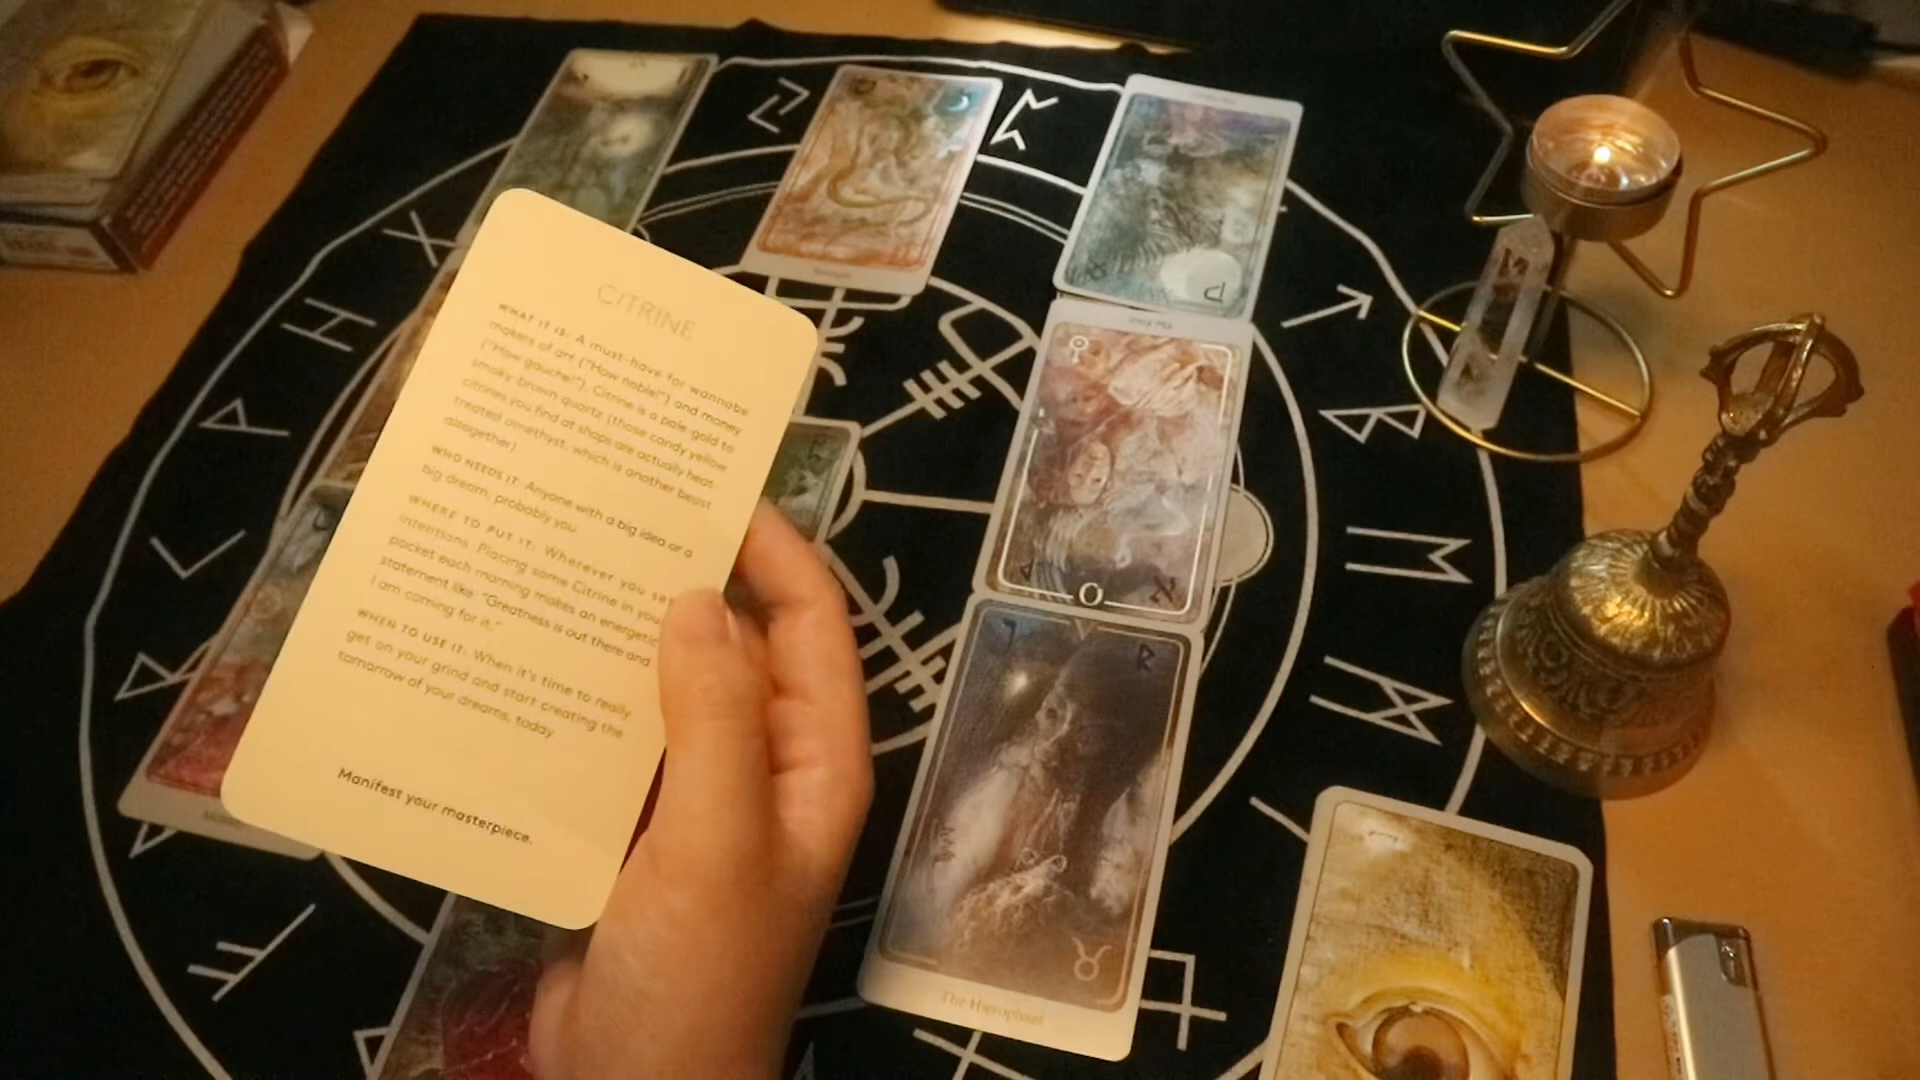 CITRINE
WHAT IT IS: A must-have for wannabe
makers of art ("How noble!") and money
("How gauche!"). Citrine is a pale-gold to
smoky-brown quartz (those candy yellow
citrines you find at shops are actually heat-
treated amethyst, which is another beast
altogether)
WHO NEEDS IT: Anyone with a big idea or a
big dream; probably you
WHERE TO PUT IT: Wherever you se
intentions. Placing some Citrine in you
pocket each morning makes an energetic
statement like: "Greatness is out there and
I am coming for it."
WHEN TO USE IT: When it's time to really
get on your grind and start creating the
tomorrow of your dreams, today.
Manifest your masterpiece.
O
The Hierophant